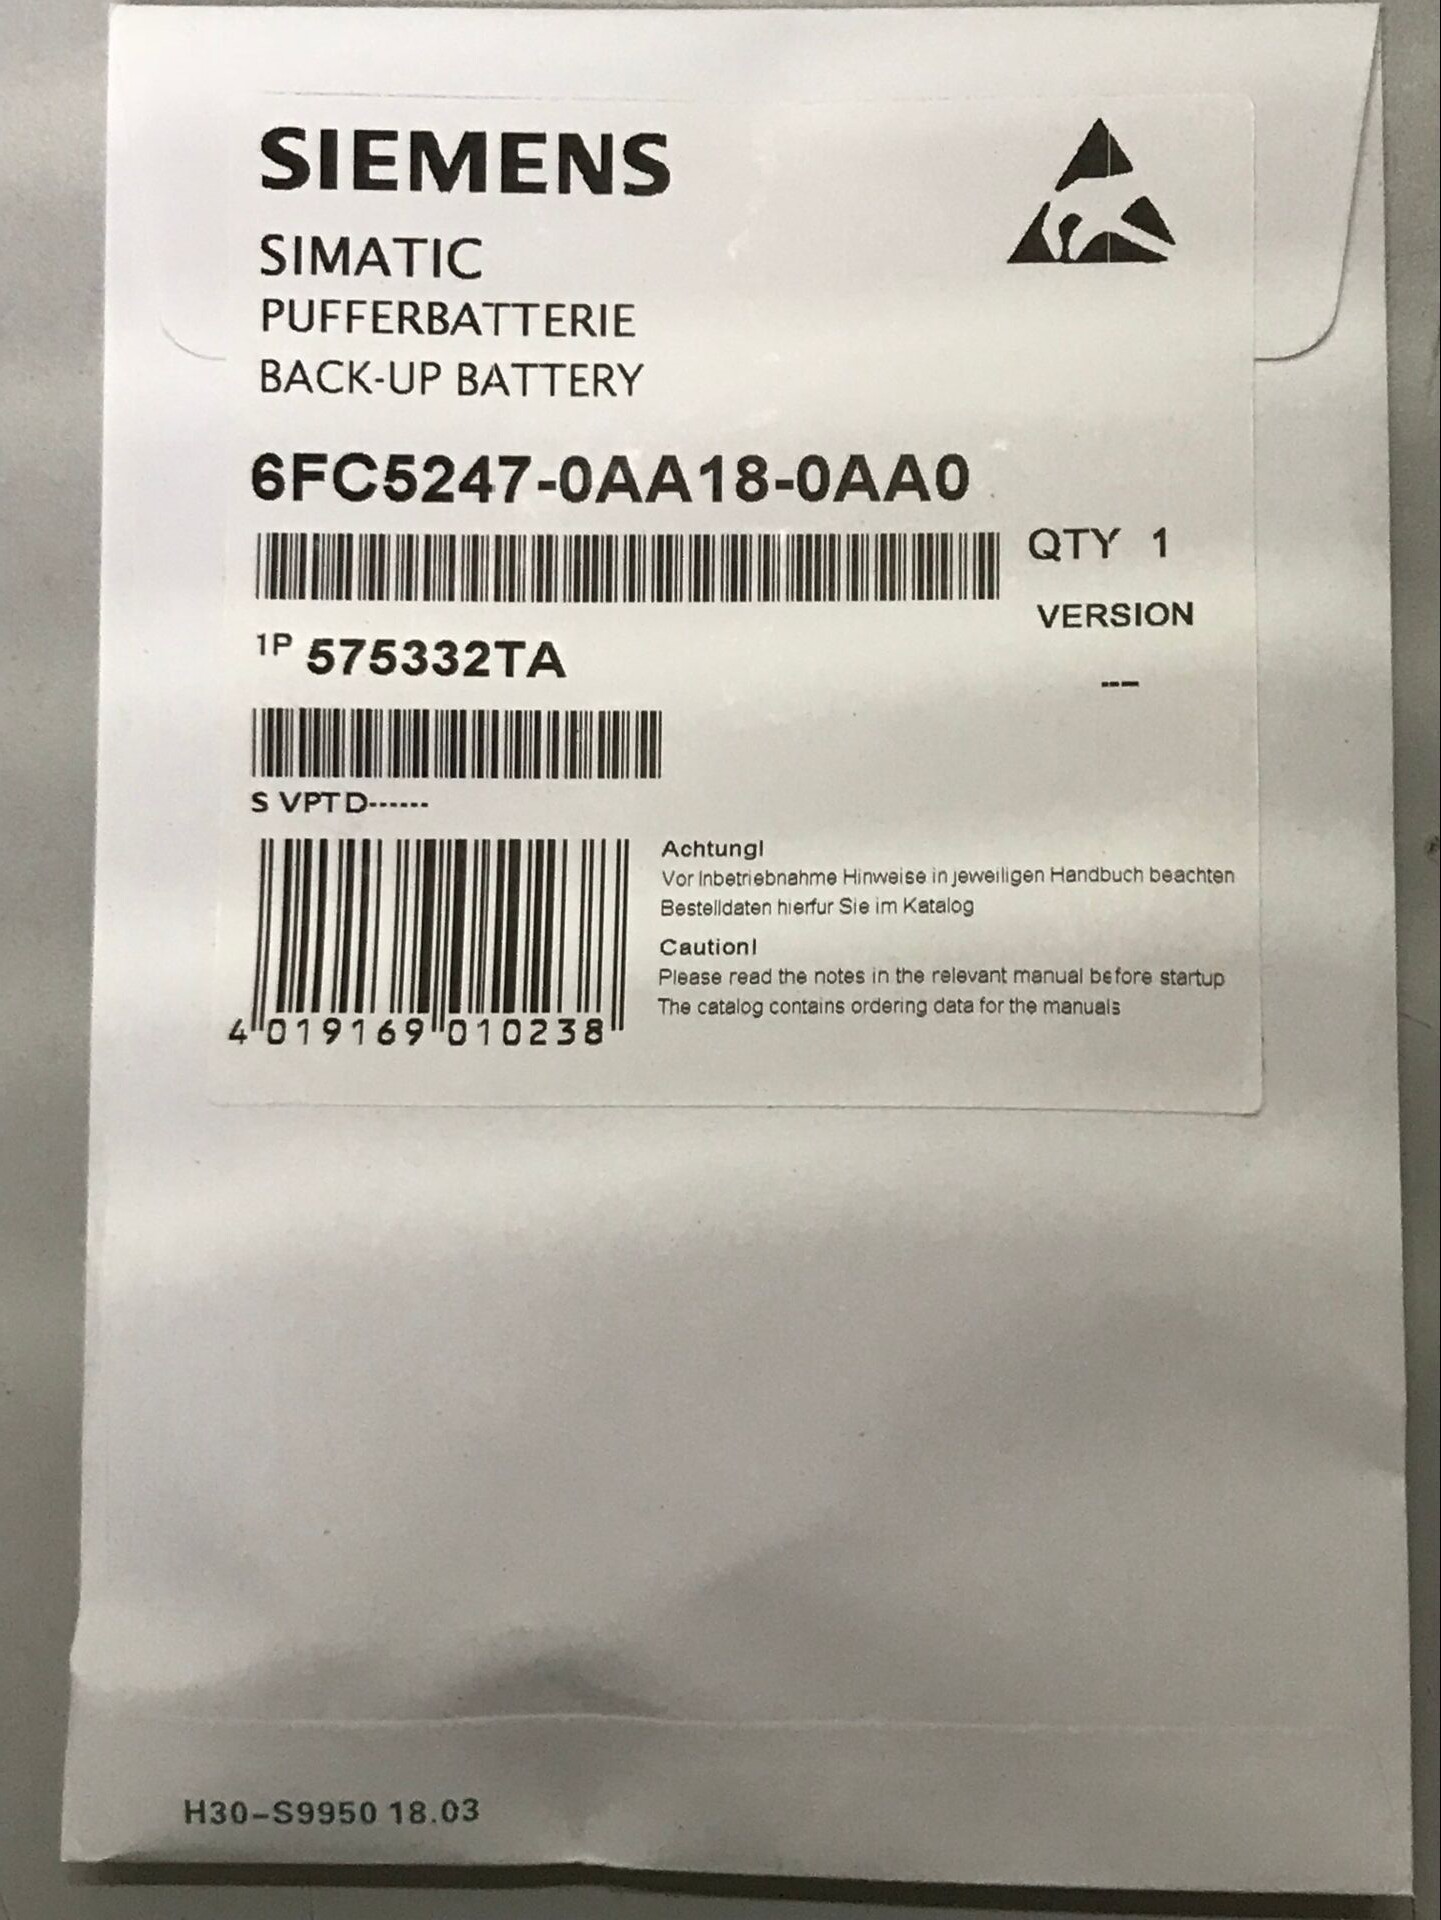 SIEMENS
SIMATIC
PUFFERBATTERIE
BACK-UP BATTERY
6FC5247-0AA18-0AA0
QTY 1
VERSION
---
1P 575332TA
S VPTD------
4 019169 010238
Achtung!
Vor Inbetriebnahme Hinweise in jeweiligen Handbuch beachten
Bestelldaten hierfur Sie im Katalog
Caution!
Please read the notes in the relevant manual before startup
The catalog contains ordering data for the manuals
H30-S9950 18.03